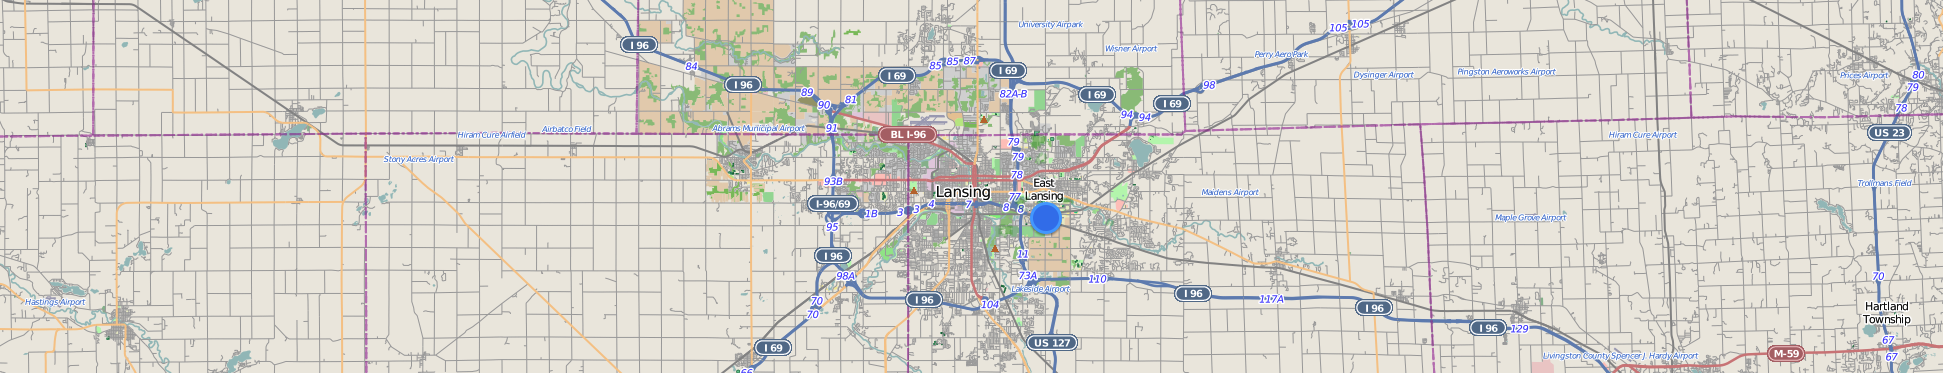 University Airpark
105
105
I 96
Wisner Airport
Perry AeroPark
84
85
87
I 69
I 69
Dysinger Airport
Pingston Aeroworks Airport
Prices Airport
80
I 96
89
81
82A-B
I 69
I 69
98
79
90
94
94
78
91
Abrams Municipal Airport
BL I-96
Airbatco Field
Hiram Cure Airfield
Hiram Cure Airport
US 23
79
Stony Acres Airport
79
78
93B
East
Lansing
Lansing
Trollmans Field
Maidens Airport
77
I-96/69
1B
3
3
4
7
8
8
Maple Grove Airport
95
I 96
11
98A
73A
110
70
Lakeside Airport
Hastings Airport
70
I 96
104
I 96
117A
I 96
Hartland
Township
70
I 96
129
67
I 69
US 127
Livingston County Spencer J. Hardy Airport
M-59
67
66